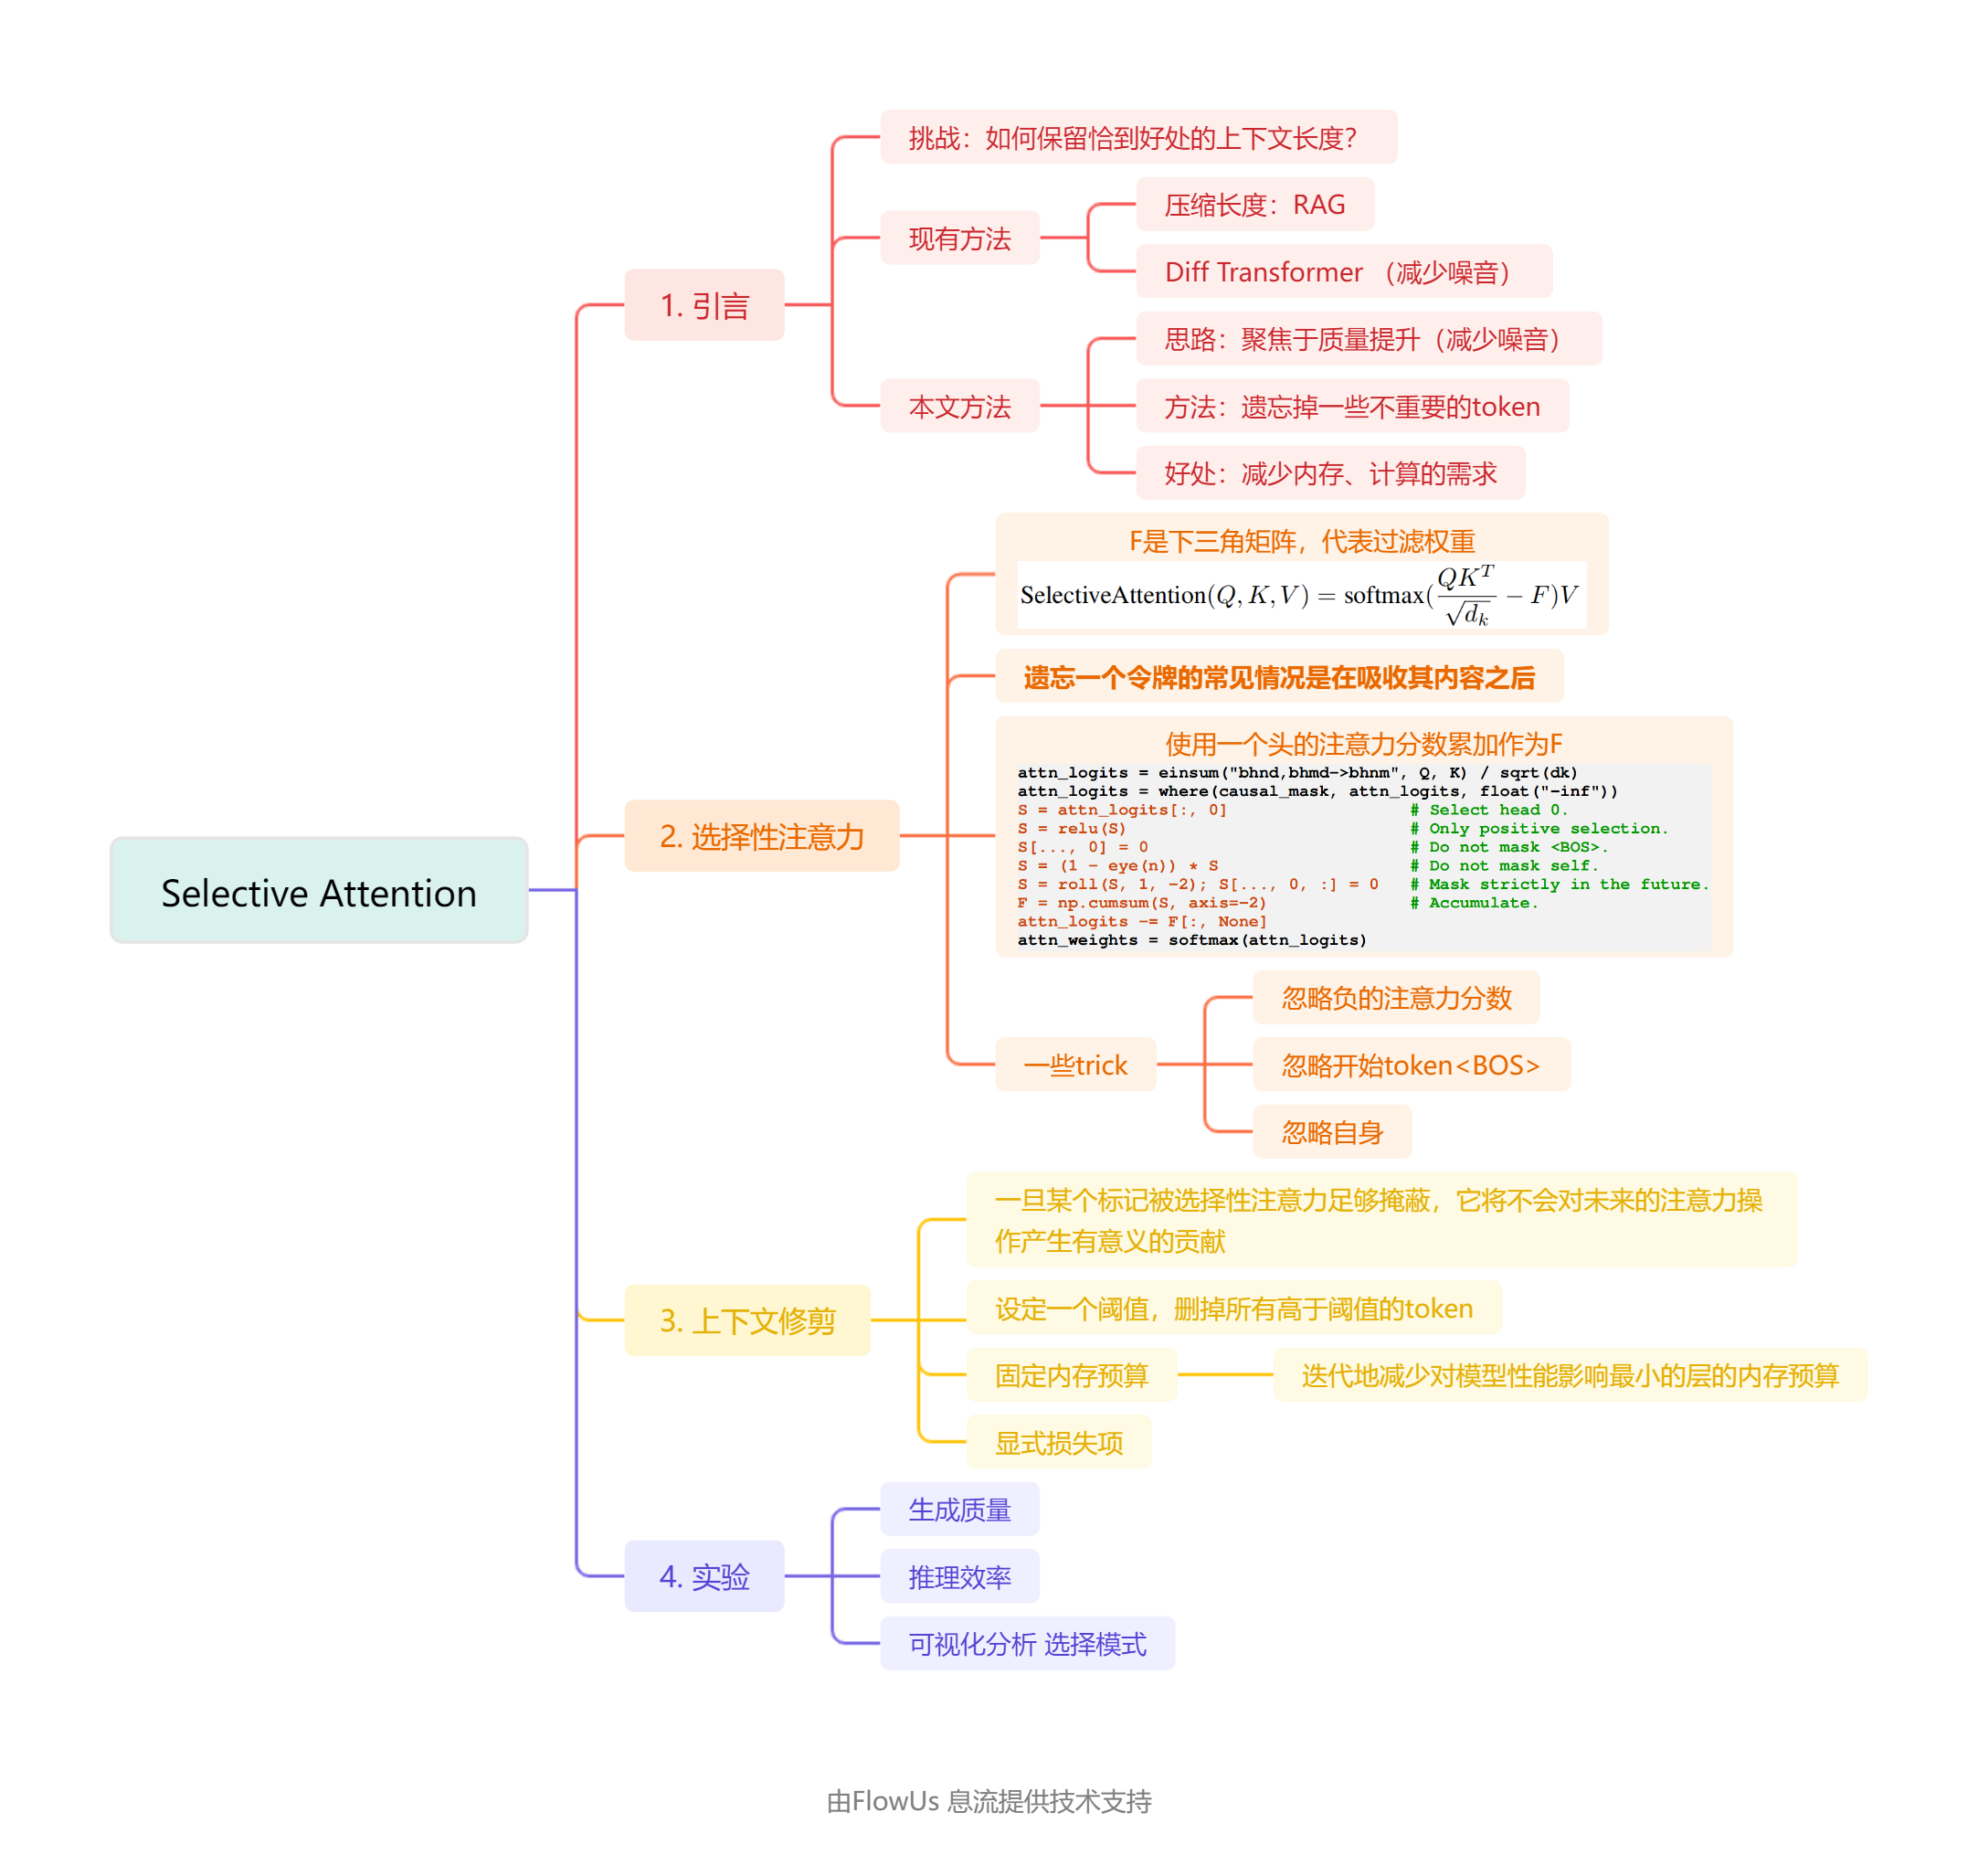 Selective Attention
1. 引言
挑战：如何保留恰到好处的上下文长度？
现有方法
压缩长度：RAG
Diff Transformer （减少噪音）
本文方法
思路：聚焦于质量提升（减少噪音）
方法：遗忘掉一些不重要的token
好处：减少内存、计算的需求
2. 选择性注意力
F是下三角矩阵，代表过滤权重
SelectiveAttention(Q, K, V) = softmax(\frac{QK^T}{\sqrt{d_k}} − F)V
遗忘一个令牌的常见情况是在吸收其内容之后
使用一个头的注意力分数累加作为F
attn_logits = einsum("bhnd,bhmd->bhnm", Q, K) / sqrt(dk)
attn_logits = where(causal_mask, attn_logits, float("-inf"))
S = attn_logits[:, 0] # Select head 0.
S = relu(S) # Only positive selection.
S[..., 0] = 0 # Do not mask <BOS>.
S = (1 - eye(n)) * S # Do not mask self.
S = roll(S, 1, -2); S[..., 0, :] = 0 # Mask strictly in the future.
F = np.cumsum(S, axis=-2) # Accumulate.
attn_logits -= F[:, None]
attn_weights = softmax(attn_logits)
一些trick
忽略负的注意力分数
忽略开始token<BOS>
忽略自身
3. 上下文修剪
一旦某个标记被选择性注意力足够掩蔽，它将不会对未来的注意力操
作产生有意义的贡献
设定一个阈值，删掉所有高于阈值的token
固定内存预算
迭代地减少对模型性能影响最小的层的内存预算
显式损失项
4. 实验
生成质量
推理效率
可视化分析 选择模式
由FlowUs 息流提供技术支持